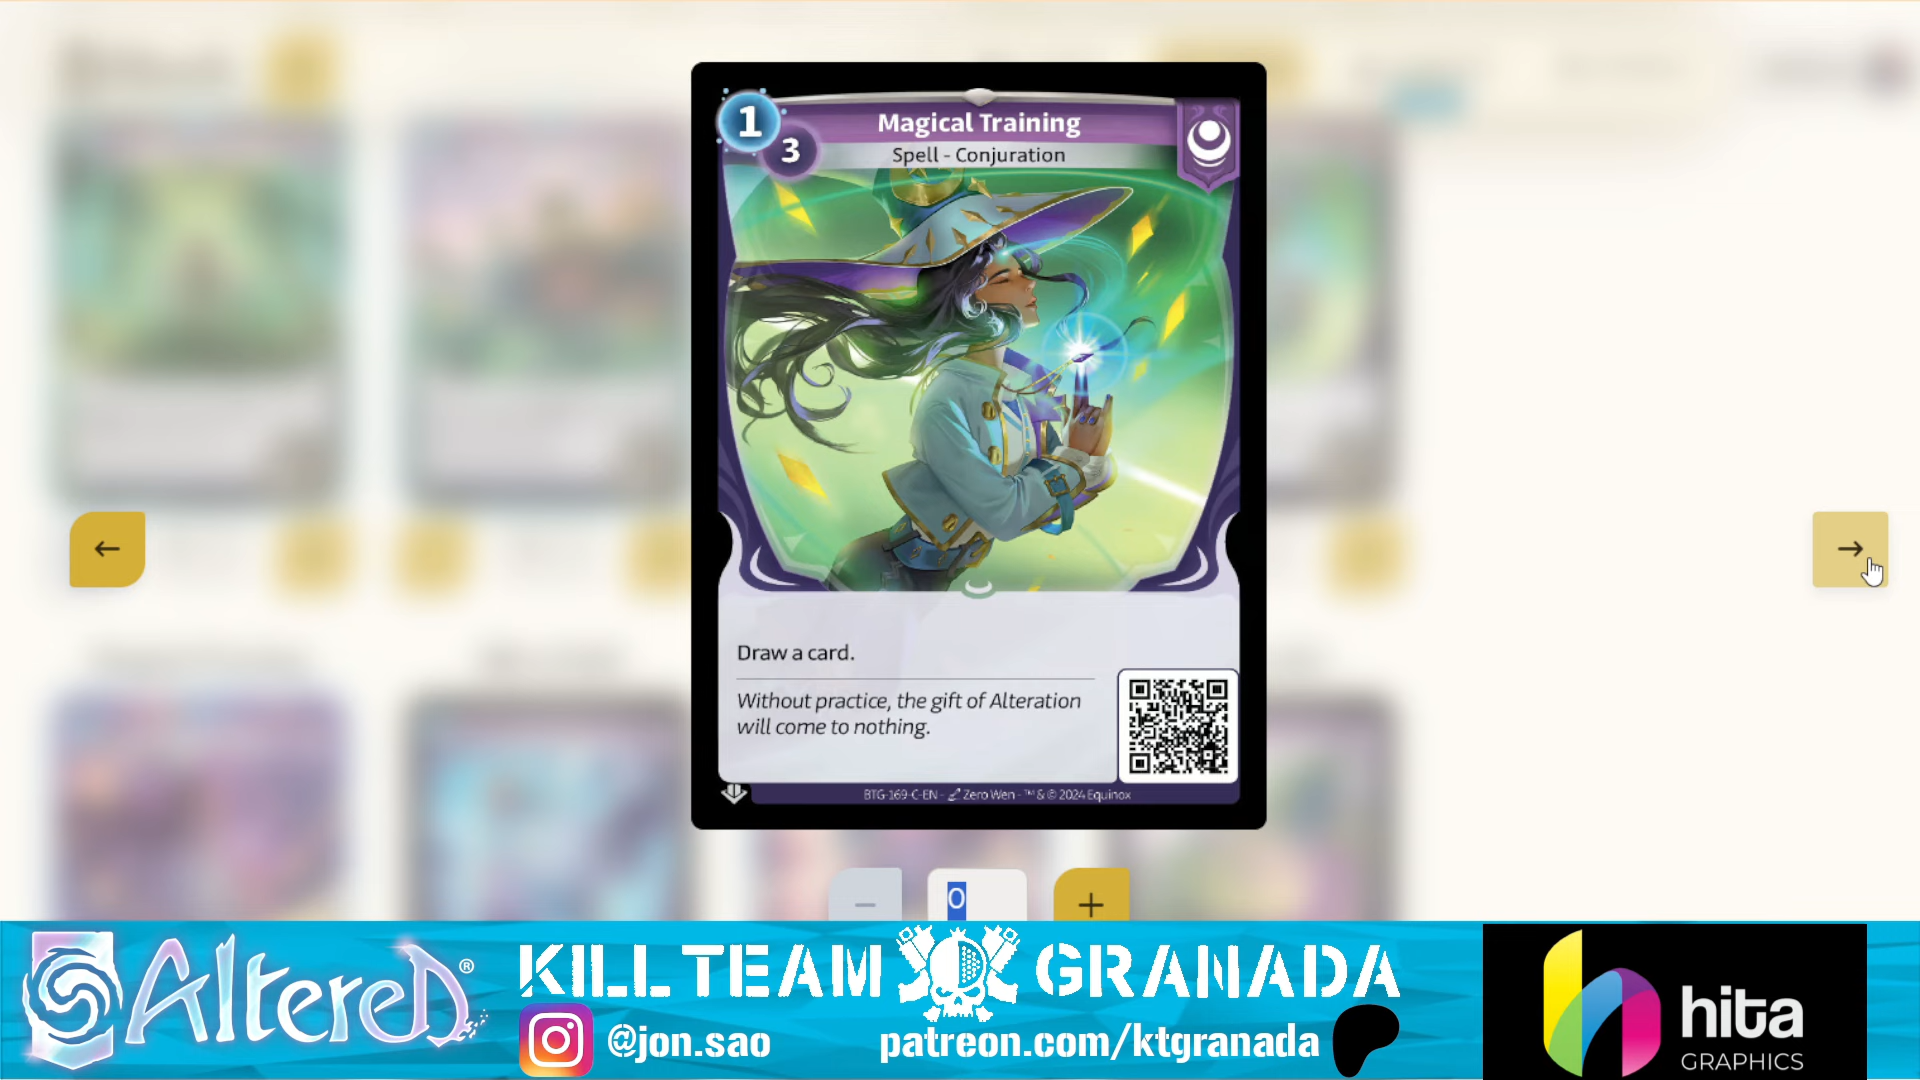 1
Magical Training
3
Spell - Conjuration
Draw a card.
Without practice, the gift of Alteration
will come to nothing.
BTG-169-C-EN - Zero Wen - ™ & © 2024 Equinox
←
→
−
0
+
Altered®
KILL TEAM GRANADA
@jon.sao
patreon.com/ktgranada
hita
GRAPHICS